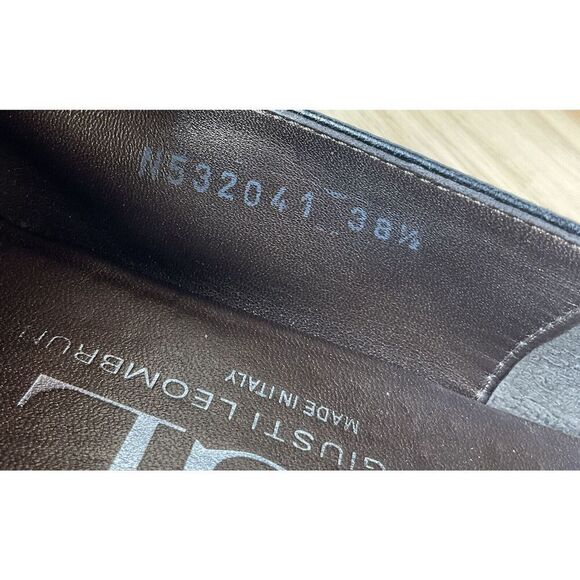 N532041 38½
GIUSTI LEOMBRUNI
MADE IN ITALY